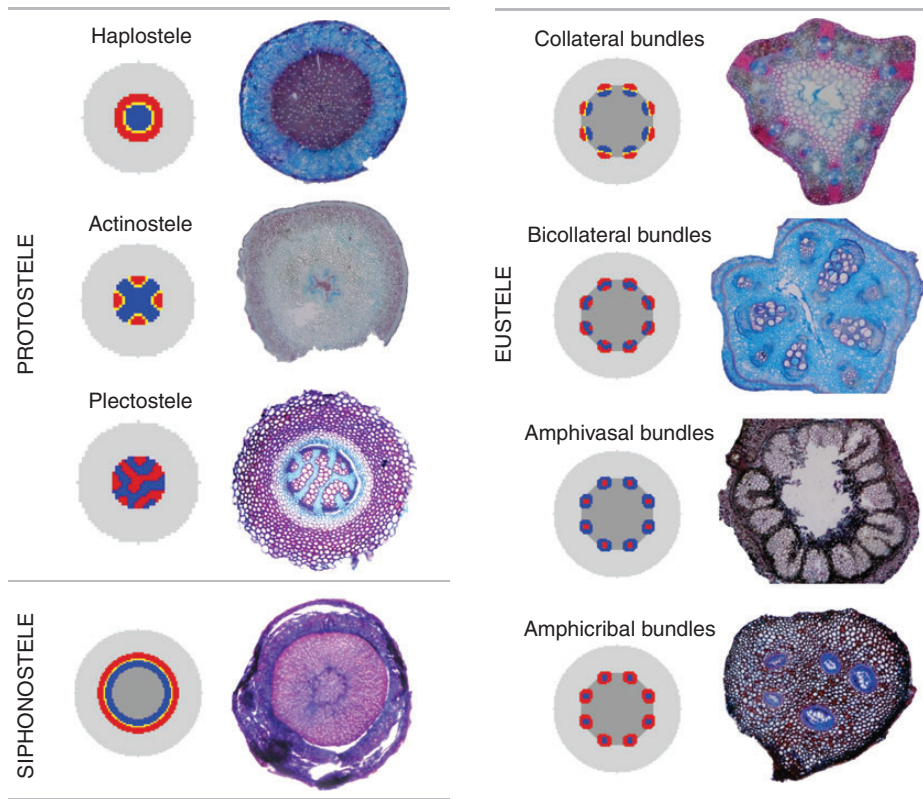 PROTOSTELE
Haplostele
Actinostele
Plectostele
SIPHONOSTELE
EUSTELE
Collateral bundles
Bicollateral bundles
Amphivasal bundles
Amphicribal bundles